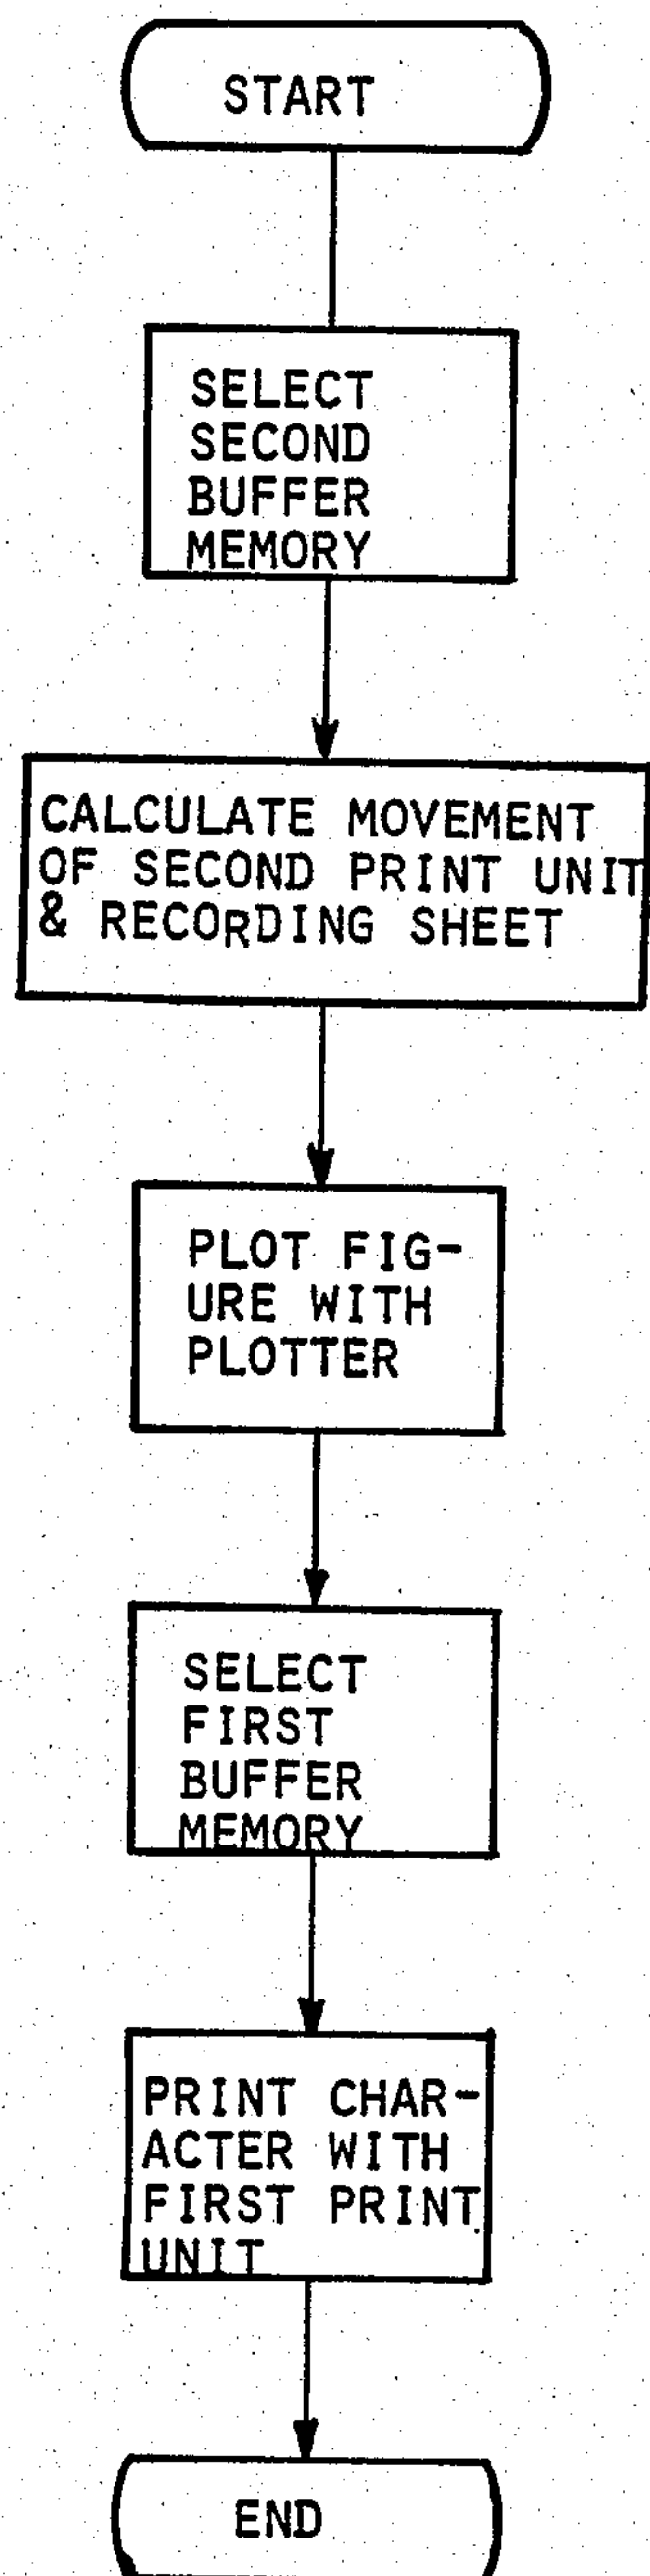 START
SELECT
SECOND
BUFFER
MEMORY
CALCULATE MOVEMENT
OF SECOND PRINT UNIT
& RECORDING SHEET
PLOT FIG-
URE WITH
PLOTTER
SELECT
FIRST
BUFFER
MEMORY
PRINT CHAR-
ACTER WITH
FIRST PRINT
UNIT
END